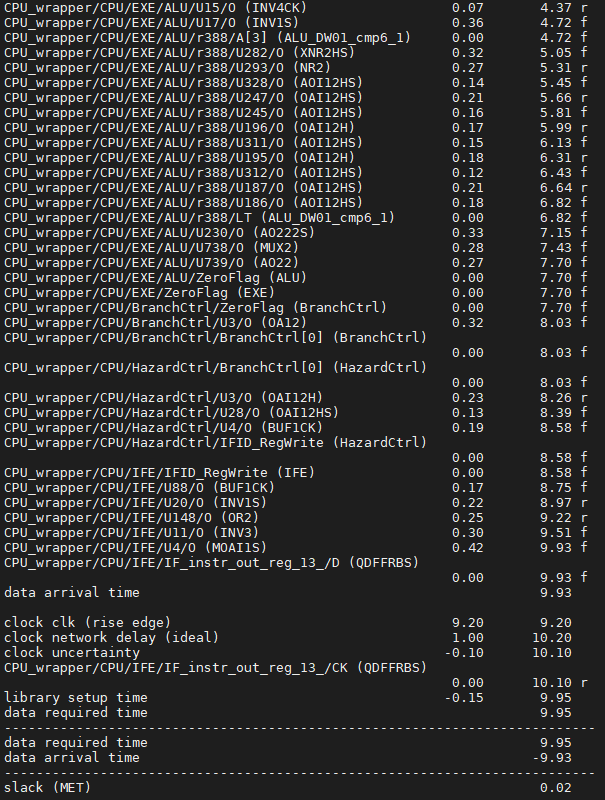 CPU_wrapper/CPU/EXE/ALU/U15/O (INV4CK) 0.07 4.37 r
CPU_wrapper/CPU/EXE/ALU/U17/O (INV1S) 0.36 4.72 f
CPU_wrapper/CPU/EXE/ALU/r388/A[3] (ALU_DW01_cmp6_1) 0.00 4.72 f
CPU_wrapper/CPU/EXE/ALU/r388/U282/O (XNR2HS) 0.32 5.05 f
CPU_wrapper/CPU/EXE/ALU/r388/U293/O (NR2) 0.27 5.31 r
CPU_wrapper/CPU/EXE/ALU/r388/U328/O (AOI12HS) 0.14 5.45 f
CPU_wrapper/CPU/EXE/ALU/r388/U247/O (OAI12HS) 0.21 5.66 r
CPU_wrapper/CPU/EXE/ALU/r388/U245/O (AOI12HS) 0.16 5.81 f
CPU_wrapper/CPU/EXE/ALU/r388/U196/O (OAI12H) 0.17 5.99 r
CPU_wrapper/CPU/EXE/ALU/r388/U311/O (AOI12HS) 0.15 6.13 f
CPU_wrapper/CPU/EXE/ALU/r388/U195/O (OAI12H) 0.18 6.31 r
CPU_wrapper/CPU/EXE/ALU/r388/U312/O (AOI12HS) 0.12 6.43 f
CPU_wrapper/CPU/EXE/ALU/r388/U187/O (OAI12HS) 0.21 6.64 r
CPU_wrapper/CPU/EXE/ALU/r388/U186/O (AOI12HS) 0.18 6.82 f
CPU_wrapper/CPU/EXE/ALU/r388/LT (ALU_DW01_cmp6_1) 0.00 6.82 f
CPU_wrapper/CPU/EXE/ALU/U230/O (AO222S) 0.33 7.15 f
CPU_wrapper/CPU/EXE/ALU/U738/O (MUX2) 0.28 7.43 f
CPU_wrapper/CPU/EXE/ALU/U739/O (AO22) 0.27 7.70 f
CPU_wrapper/CPU/EXE/ALU/ZeroFlag (ALU) 0.00 7.70 f
CPU_wrapper/CPU/EXE/ZeroFlag (EXE) 0.00 7.70 f
CPU_wrapper/CPU/BranchCtrl/ZeroFlag (BranchCtrl) 0.00 7.70 f
CPU_wrapper/CPU/BranchCtrl/U3/O (OA12) 0.32 8.03 f
CPU_wrapper/CPU/BranchCtrl/BranchCtrl[0] (BranchCtrl)
0.00 8.03 f
CPU_wrapper/CPU/HazardCtrl/BranchCtrl[0] (HazardCtrl)
0.00 8.03 f
CPU_wrapper/CPU/HazardCtrl/U3/O (OAI12H) 0.23 8.26 r
CPU_wrapper/CPU/HazardCtrl/U28/O (OAI12HS) 0.13 8.39 f
CPU_wrapper/CPU/HazardCtrl/U4/O (BUF1CK) 0.19 8.58 f
CPU_wrapper/CPU/HazardCtrl/IFID_RegWrite (HazardCtrl)
0.00 8.58 f
CPU_wrapper/CPU/IFE/IFID_RegWrite (IFE) 0.00 8.58 f
CPU_wrapper/CPU/IFE/U88/O (BUF1CK) 0.17 8.75 f
CPU_wrapper/CPU/IFE/U20/O (INV1S) 0.22 8.97 r
CPU_wrapper/CPU/IFE/U148/O (OR2) 0.25 9.22 r
CPU_wrapper/CPU/IFE/U11/O (INV3) 0.30 9.51 f
CPU_wrapper/CPU/IFE/U4/O (MOAI1S) 0.42 9.93 f
CPU_wrapper/CPU/IFE/IF_instr_out_reg_13_/D (QDFFRBS)
0.00 9.93 f
data arrival time 9.93
clock clk (rise edge) 9.20 9.20
clock network delay (ideal) 1.00 10.20
clock uncertainty -0.10 10.10
CPU_wrapper/CPU/IFE/IF_instr_out_reg_13_/CK (QDFFRBS)
0.00 10.10 r
library setup time -0.15 9.95
data required time 9.95
--------------------------------------------------------------------------
data required time 9.95
data arrival time -9.93
--------------------------------------------------------------------------
slack (MET) 0.02